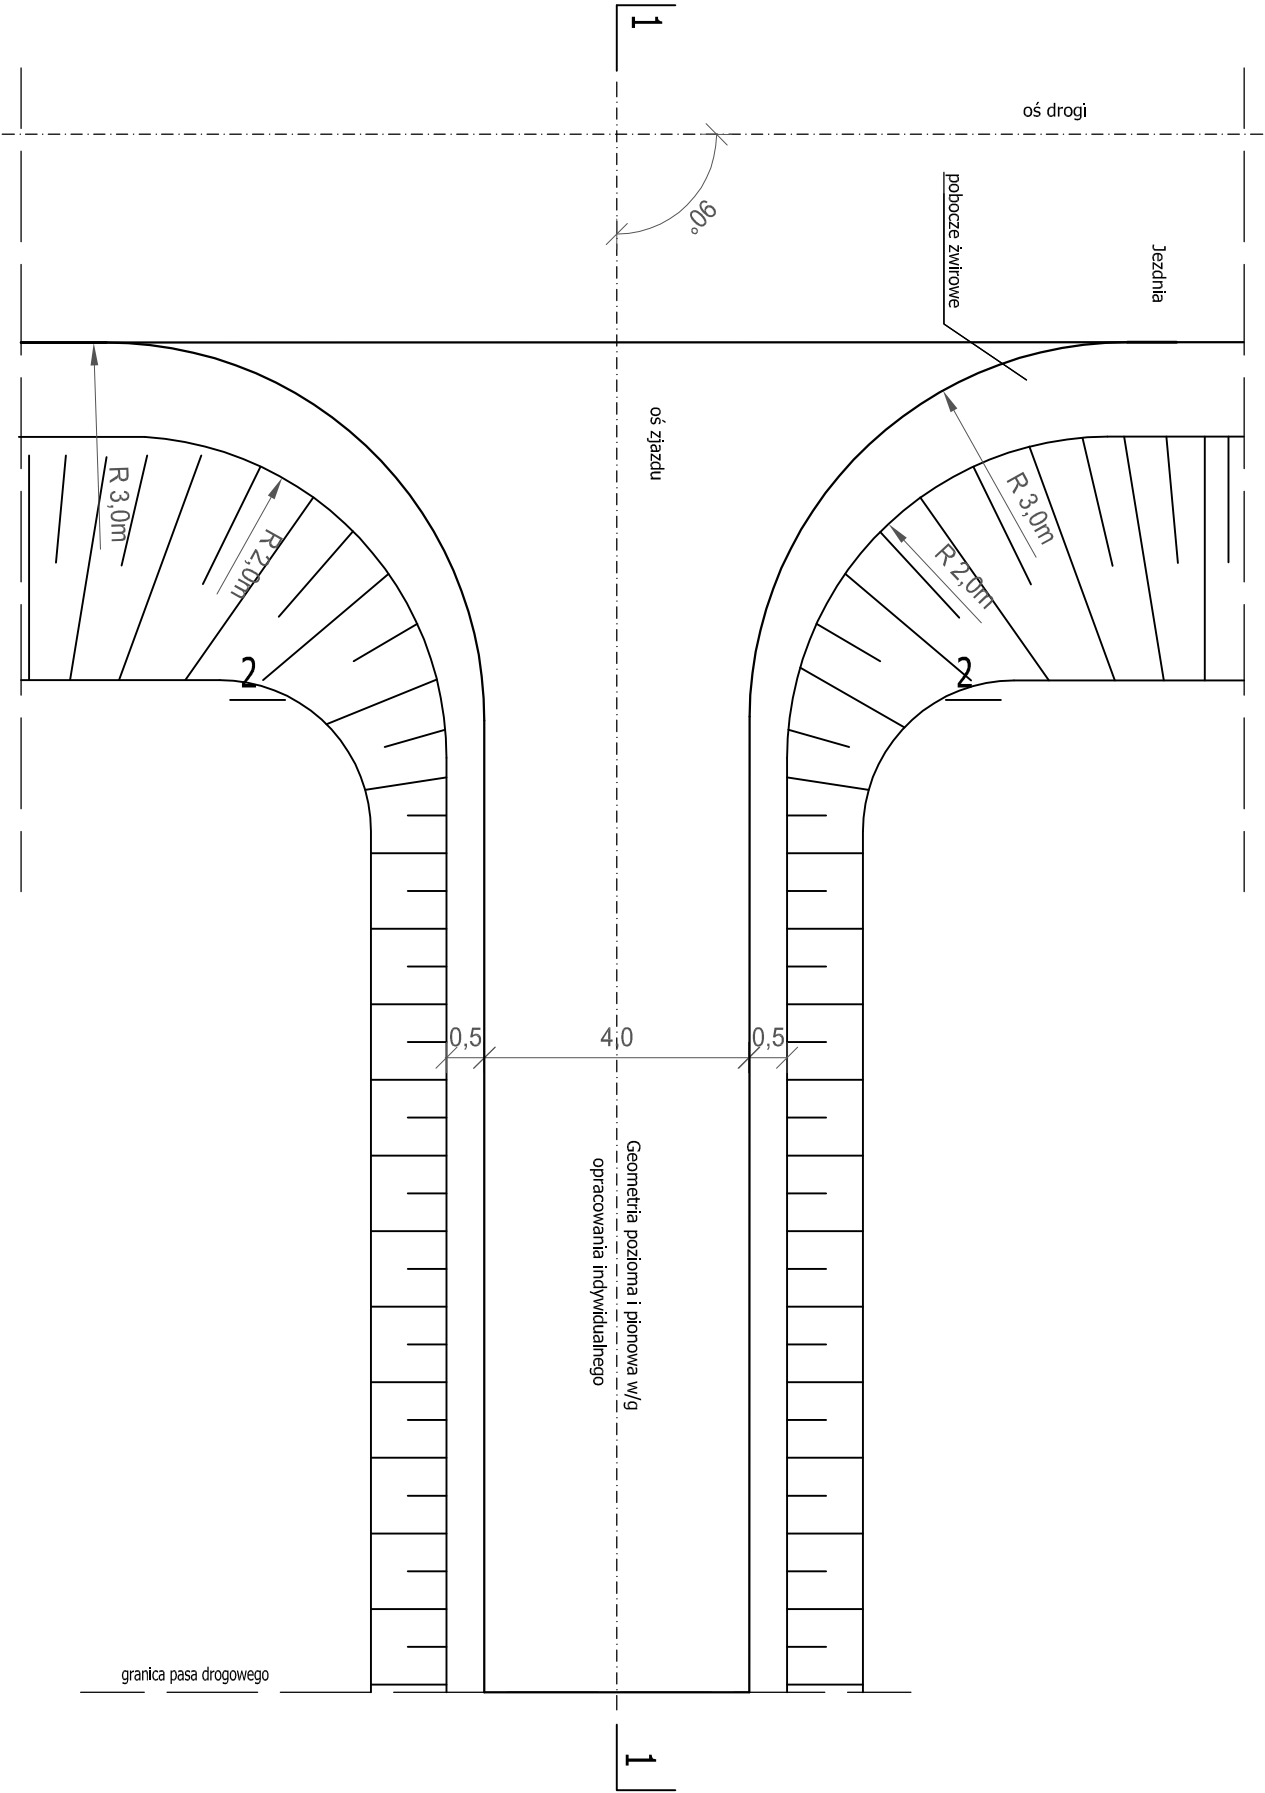 1
oś drogi
90°
pobocze żwirowe
Jezdnia
oś zjazdu
R 3,0m
R 2,0m
R 3,0m
R 2,0m
2
2
0,5
4,0
0,5
Geometria pozioma i pionowa w/g
opracowania indywidualnego
granica pasa drogowego
1